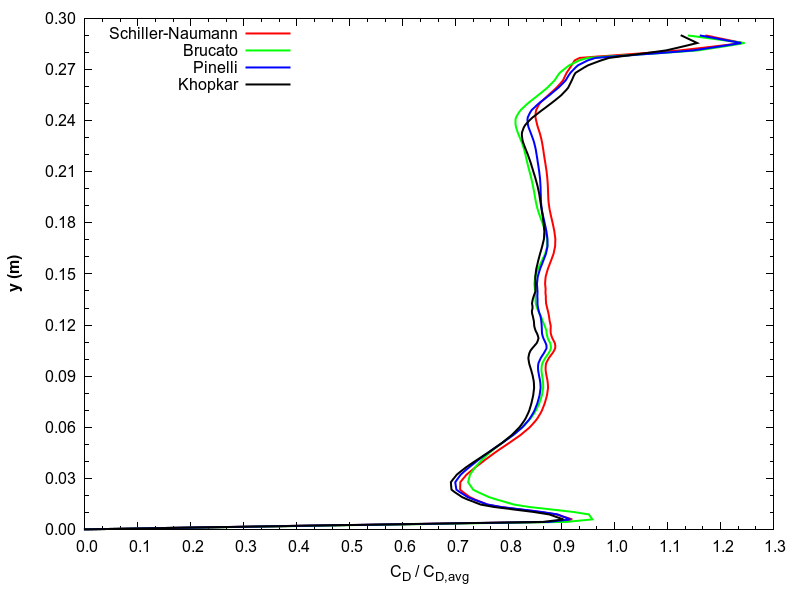 0.30
0.27
0.24
0.21
0.18
0.15
0.12
0.09
0.06
0.03
0.00
y (m)
Schiller-Naumann
Brucato
Pinelli
Khopkar
0.0 0.1 0.2 0.3 0.4 0.5 0.6 0.7 0.8 0.9 1.0 1.1 1.2 1.3
C_D / C_D,avg